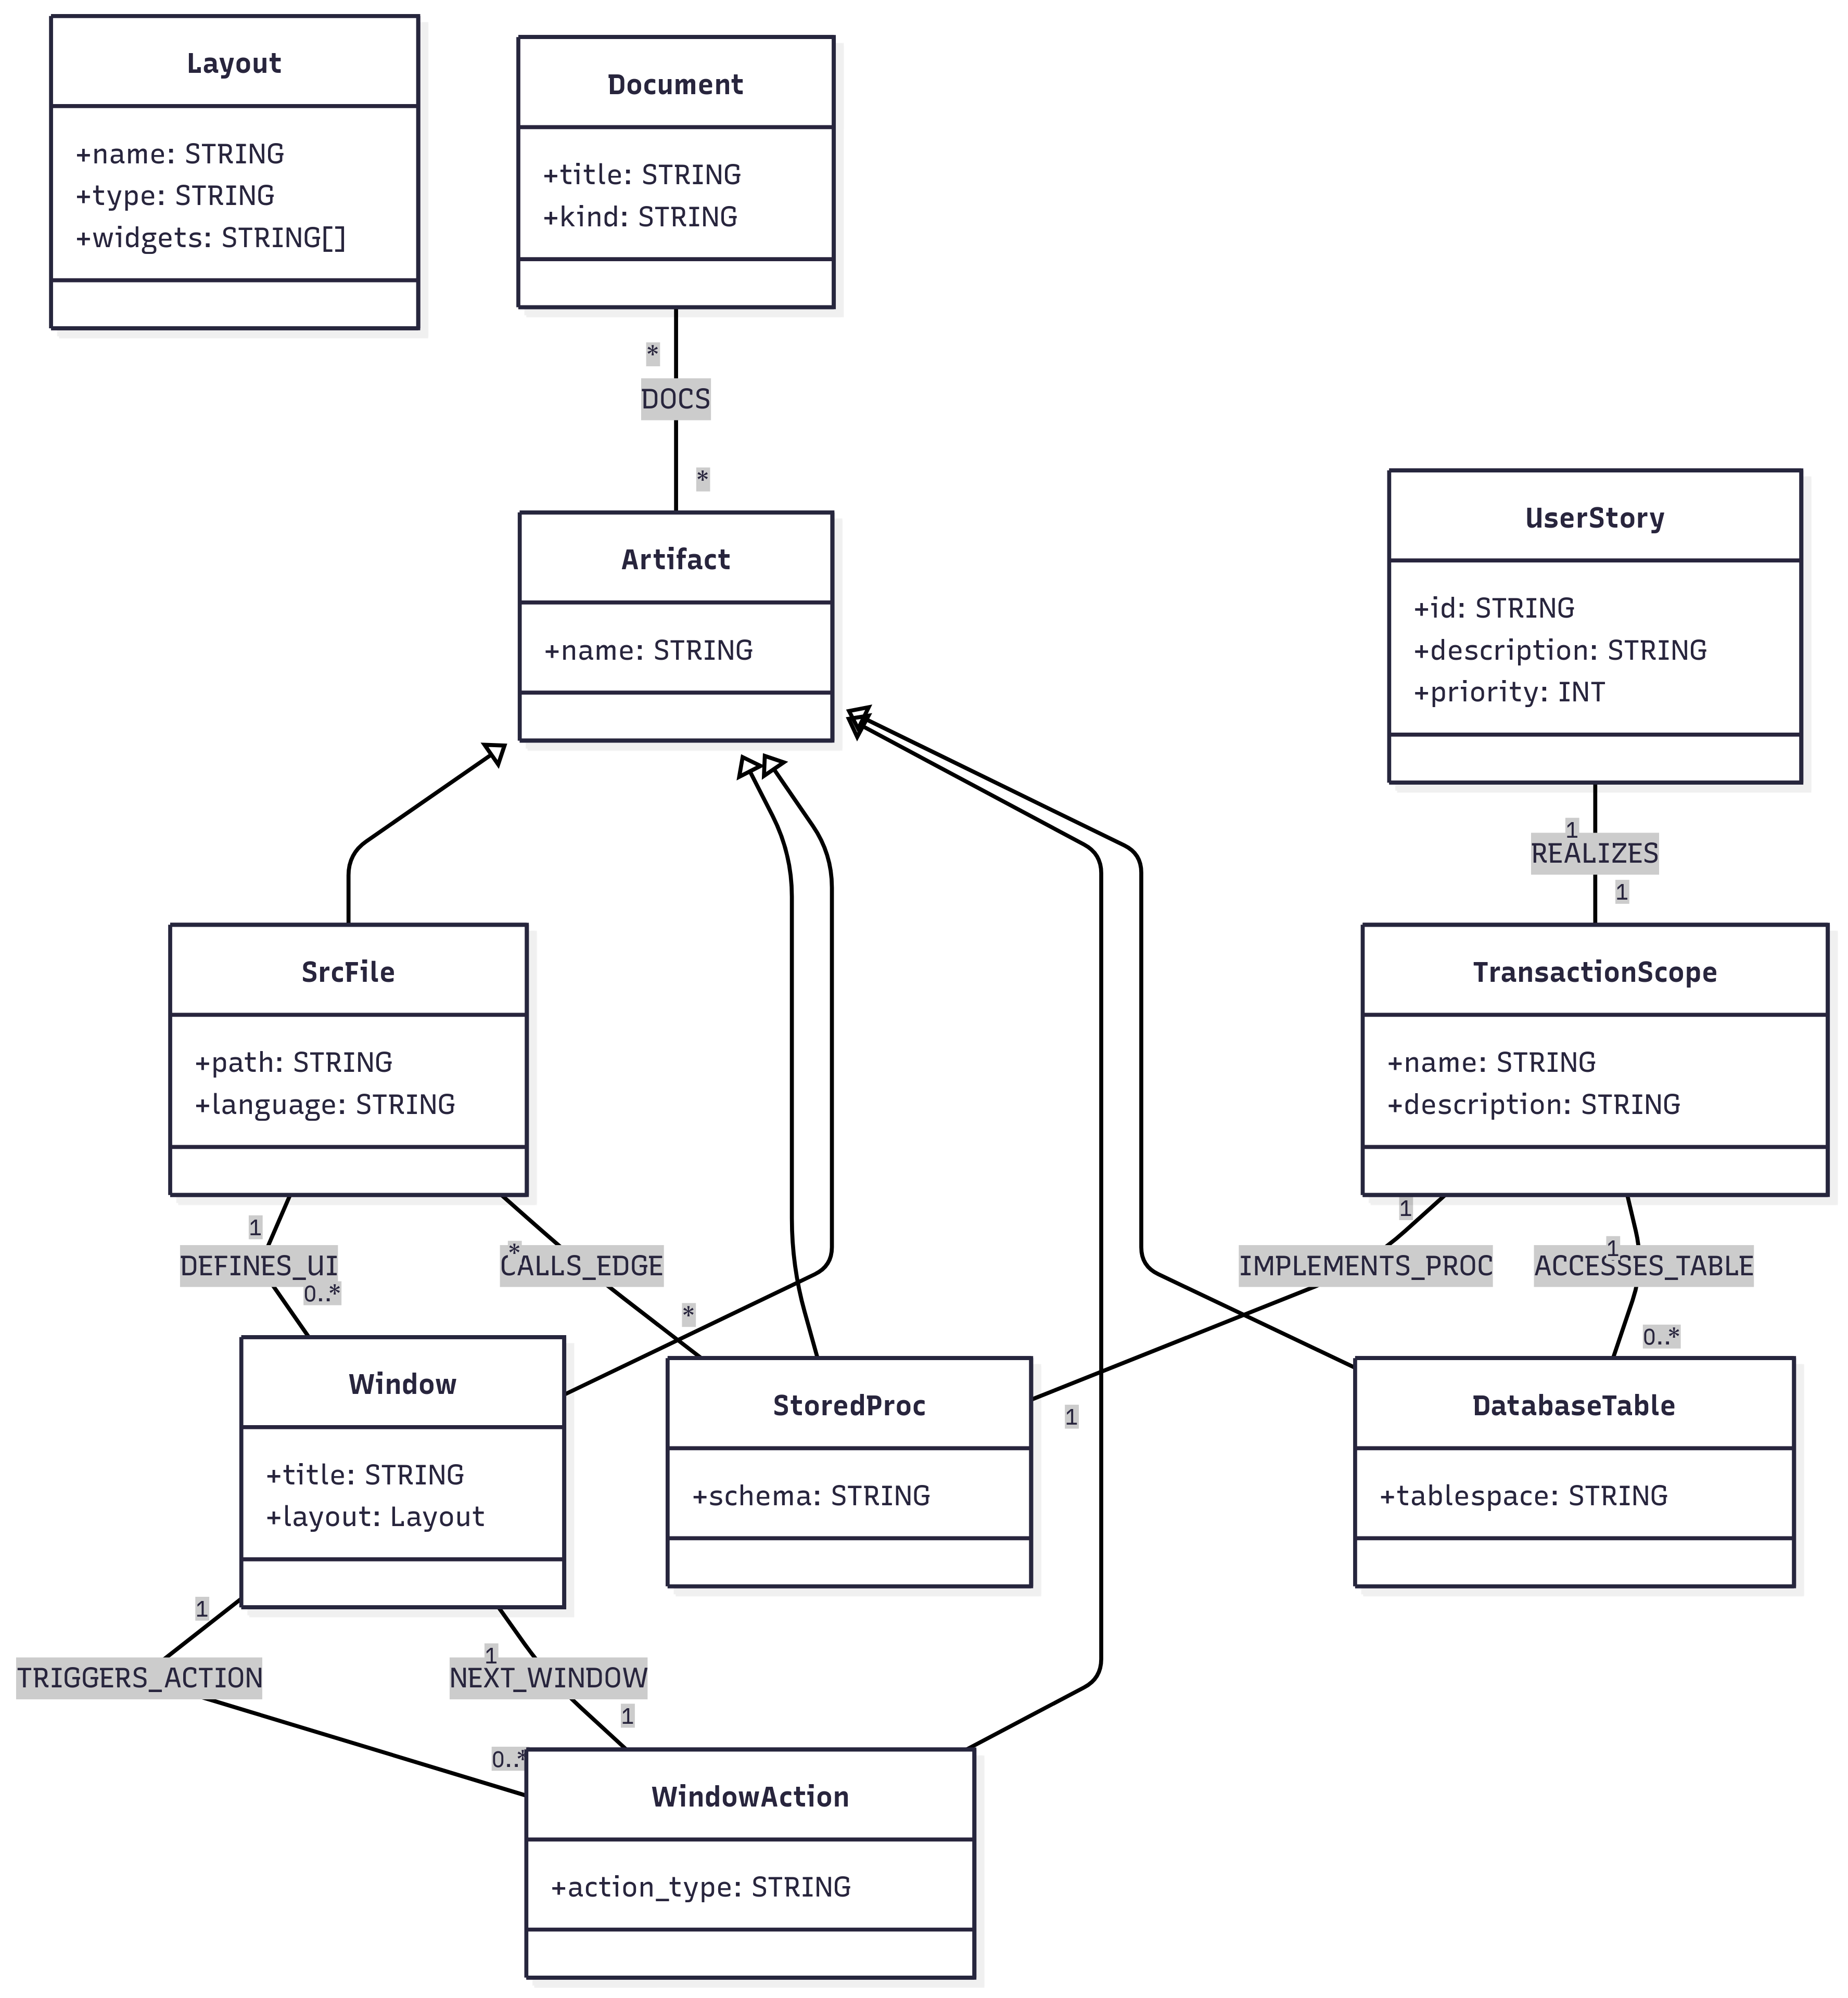 Layout
+name: STRING
+type: STRING
+widgets: STRING[]
Document
+title: STRING
+kind: STRING
*
DOCS
*
Artifact
+name: STRING
UserStory
+id: STRING
+description: STRING
+priority: INT
1
REALIZES
1
SrcFile
+path: STRING
+language: STRING
TransactionScope
+name: STRING
+description: STRING
1
DEFINES_UI
0..*
*
CALLS_EDGE
*
1
IMPLEMENTS_PROC
1
1
ACCESSES_TABLE
0..*
Window
+title: STRING
+layout: Layout
StoredProc
+schema: STRING
DatabaseTable
+tablespace: STRING
1
TRIGGERS_ACTION
0..*
1
NEXT_WINDOW
1
WindowAction
+action_type: STRING